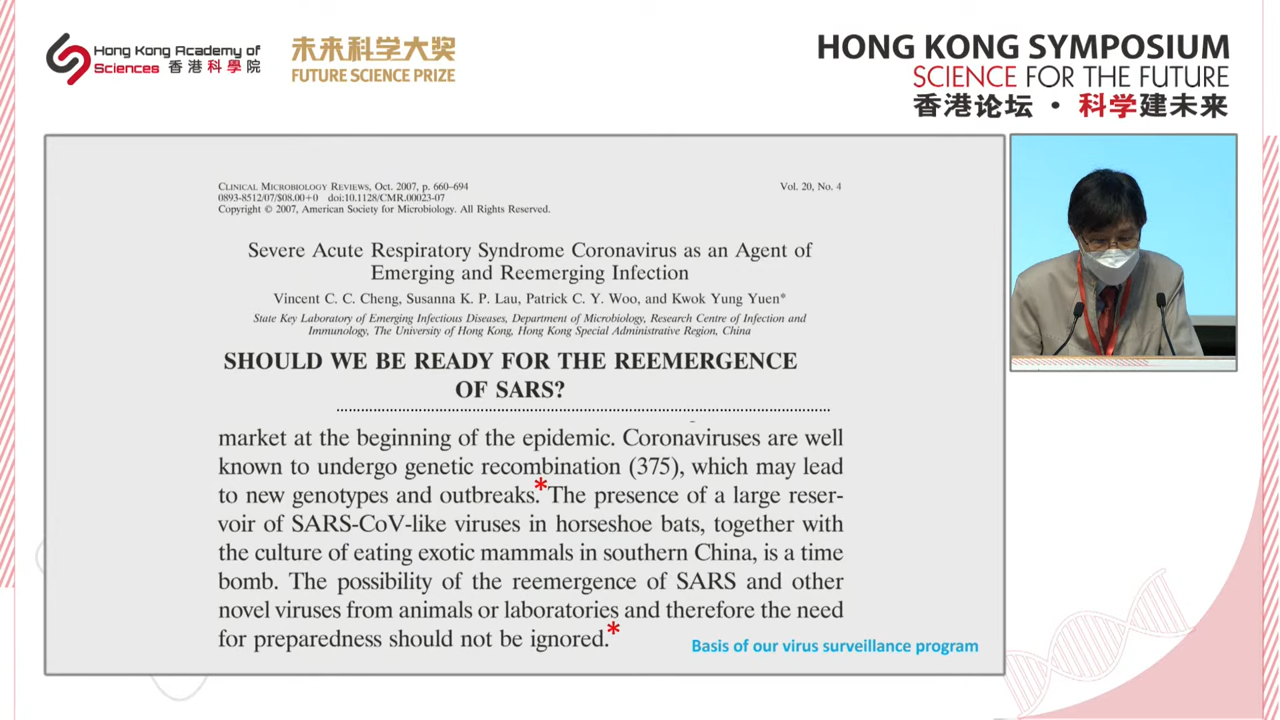 Hong Kong Academy of
Sciences 香港科學院
未来科学大奖
FUTURE SCIENCE PRIZE
HONG KONG SYMPOSIUM
SCIENCE FOR THE FUTURE
香港论坛 · 科学建未来
CLINICAL MICROBIOLOGY REVIEWS, Oct. 2007, p. 660–694
Vol. 20, No. 4
0893-8512/07/$08.00+0 doi:10.1128/CMR.00023-07
Copyright © 2007, American Society for Microbiology. All Rights Reserved.
Severe Acute Respiratory Syndrome Coronavirus as an Agent of
Emerging and Reemerging Infection
Vincent C. C. Cheng, Susanna K. P. Lau, Patrick C. Y. Woo, and Kwok Yung Yuen*
State Key Laboratory of Emerging Infectious Diseases, Department of Microbiology, Research Centre of Infection and
Immunology, The University of Hong Kong, Hong Kong Special Administrative Region, China
SHOULD WE BE READY FOR THE REEMERGENCE
OF SARS?
market at the beginning of the epidemic. Coronaviruses are well
known to undergo genetic recombination (375), which may lead
to new genotypes and outbreaks.* The presence of a large reser-
voir of SARS-CoV-like viruses in horseshoe bats, together with
the culture of eating exotic mammals in southern China, is a time
bomb. The possibility of the reemergence of SARS and other
novel viruses from animals or laboratories and therefore the need
for preparedness should not be ignored.*
Basis of our virus surveillance program